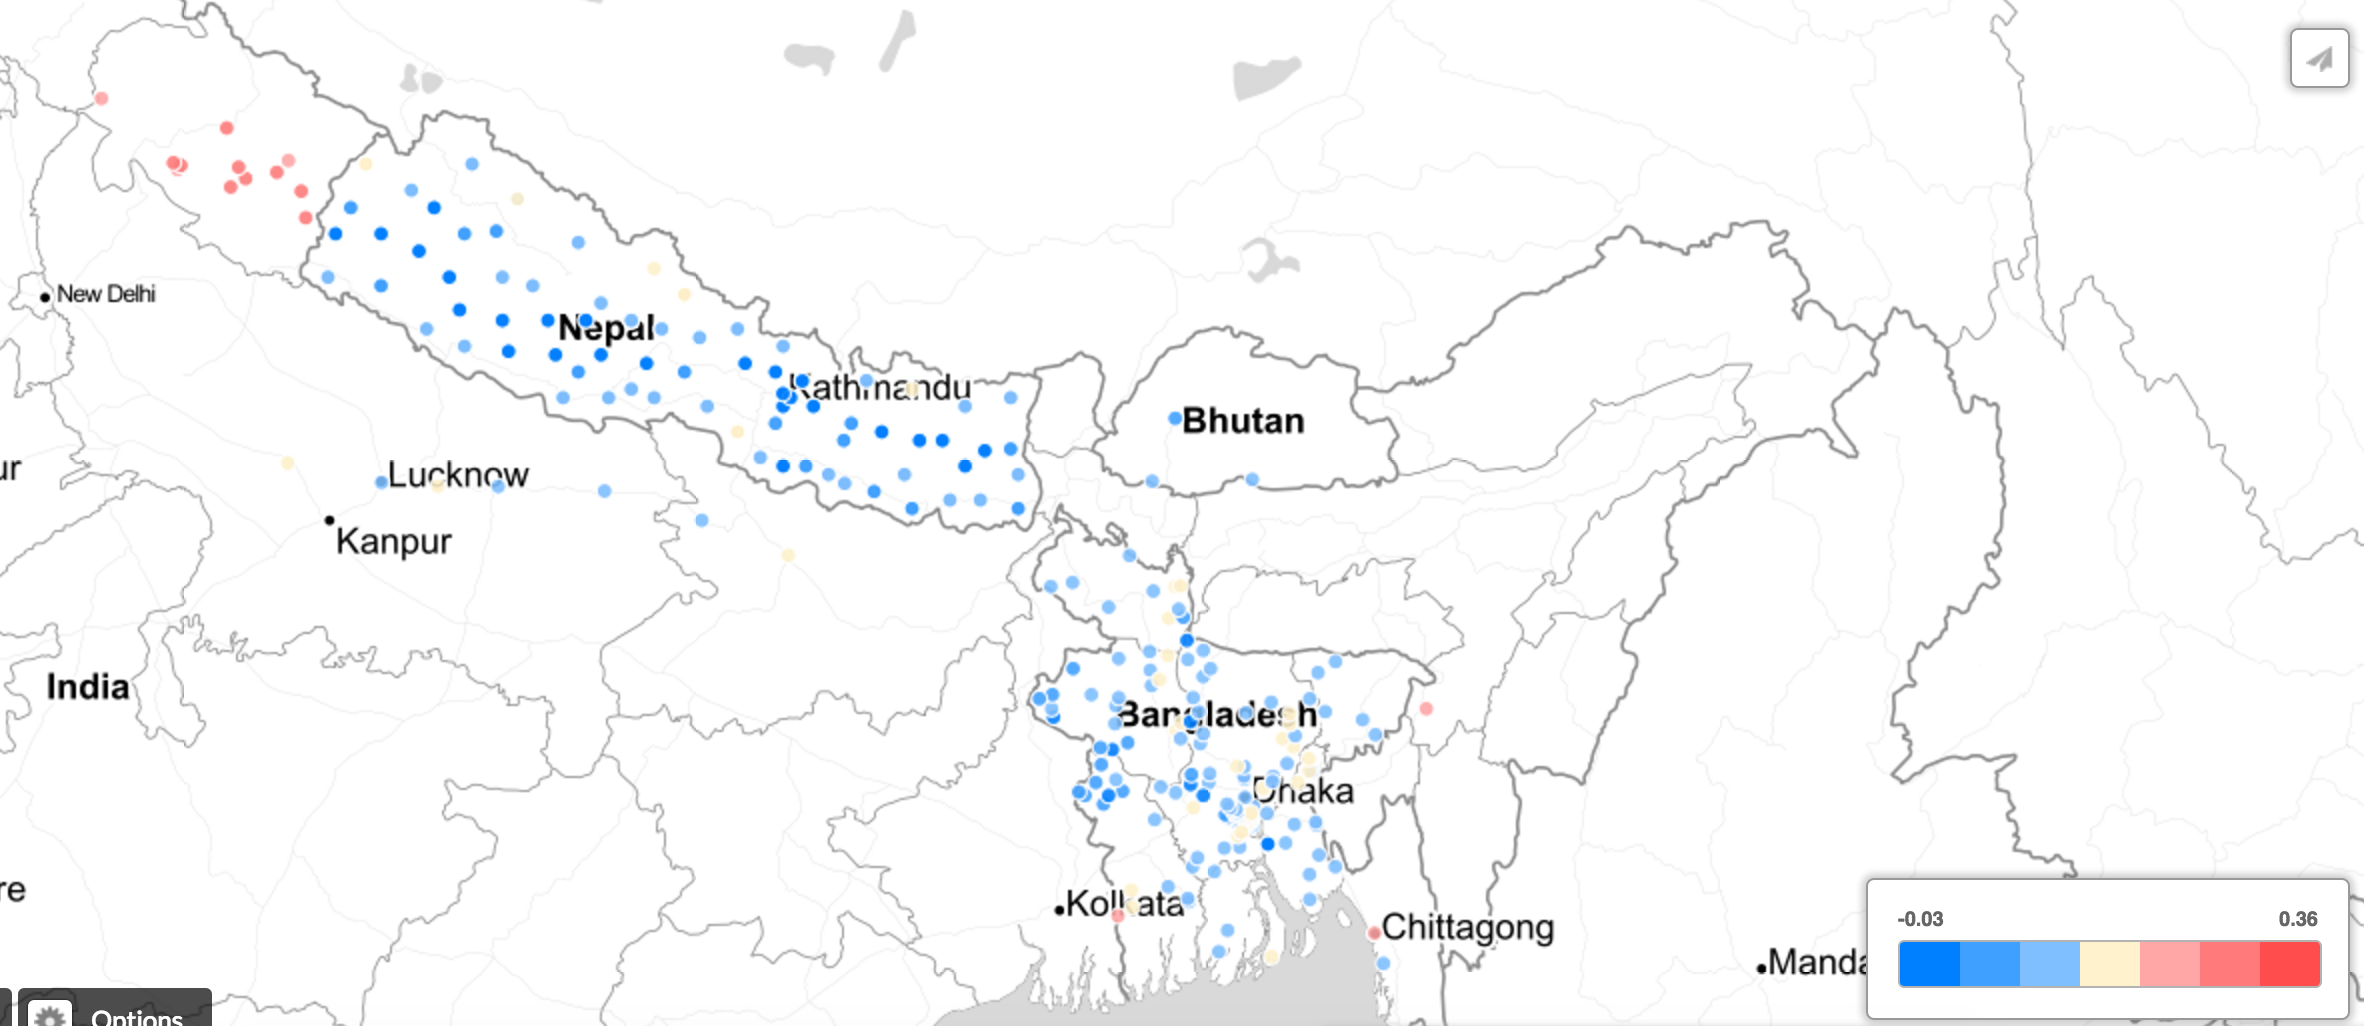 New Delhi
Nepal
Kathmandu
Bhutan
ur
Lucknow
Kanpur
India
Bangladesh
Dhaka
re
Kolkata
Chittagong
Manda
-0.03
0.36
Options